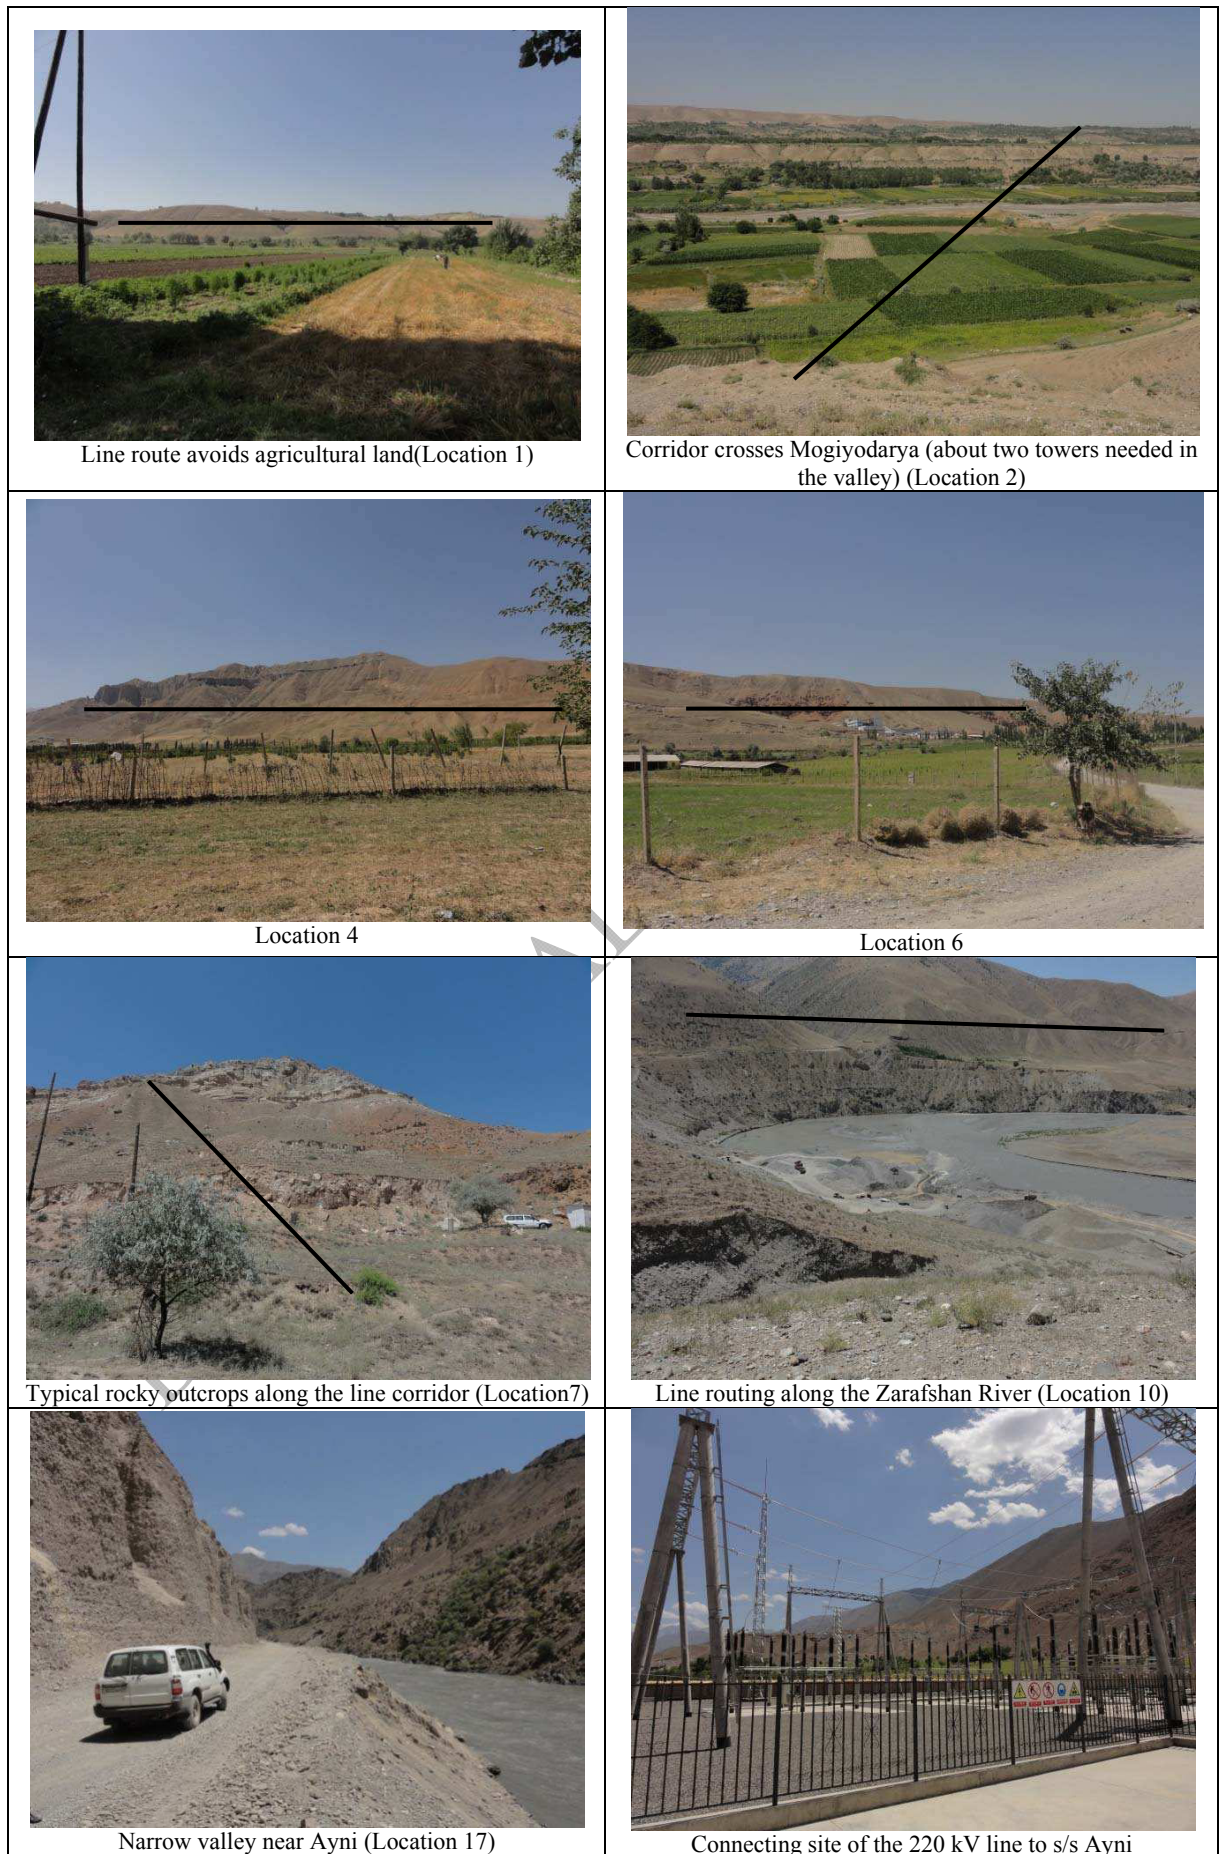 Line route avoids agricultural land(Location 1)
Corridor crosses Mogiyodarya (about two towers needed in
the valley) (Location 2)
Location 4
Location 6
Typical rocky outcrops along the line corridor (Location7)
Line routing along the Zarafshan River (Location 10)
Narrow valley near Ayni (Location 17)
Connecting site of the 220 kV line to s/s Ayni